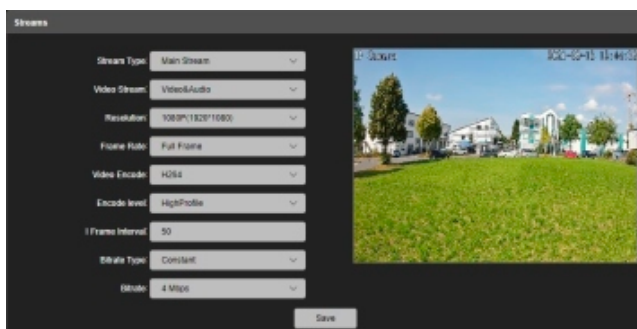 Streams
Stream Type: Main Stream
Video Stream: Video&Audio
Resolution: 1080P(1920*1080)
Frame Rate: Full Frame
Video Encode: H264
Encode level: HighProfile
I Frame Interval: 50
Bitrate Type: Constant
Bitrate: 4 Mbps
Save